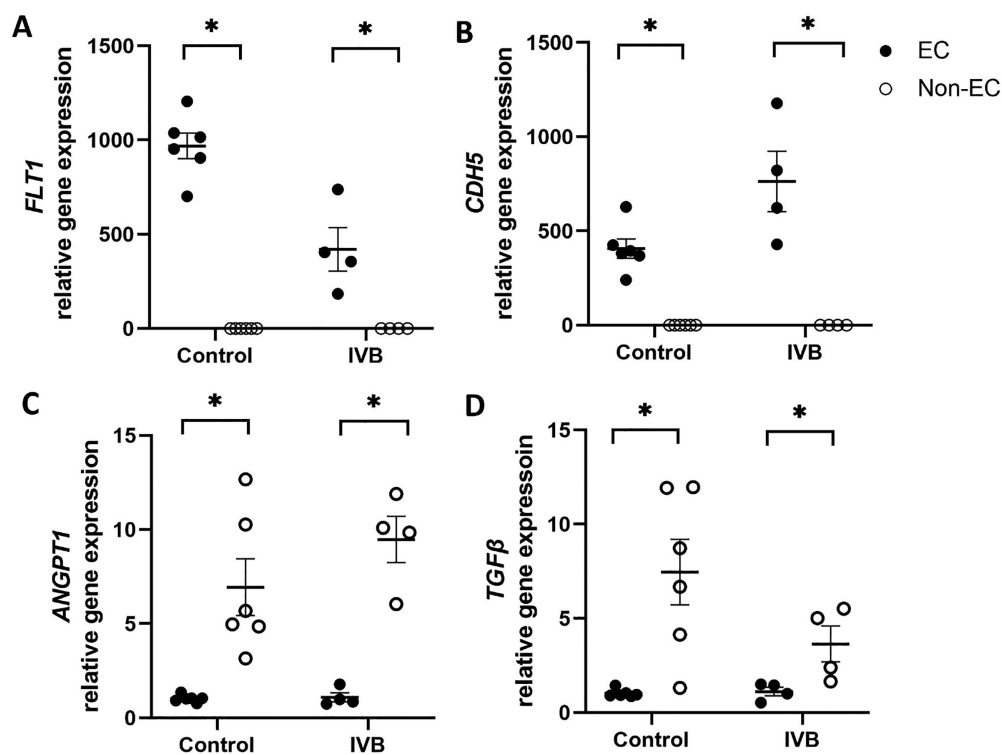 A
FLT1
relative gene expression
1500
1000
500
0
*
*
Control
IVB
B
CDH5
relative gene expression
1500
1000
500
0
*
*
Control
IVB
EC
Non-EC
C
ANGPT1
relative gene expression
15
10
5
0
*
*
Control
IVB
D
TGFβ
relative gene expressoin
15
10
5
0
*
*
Control
IVB